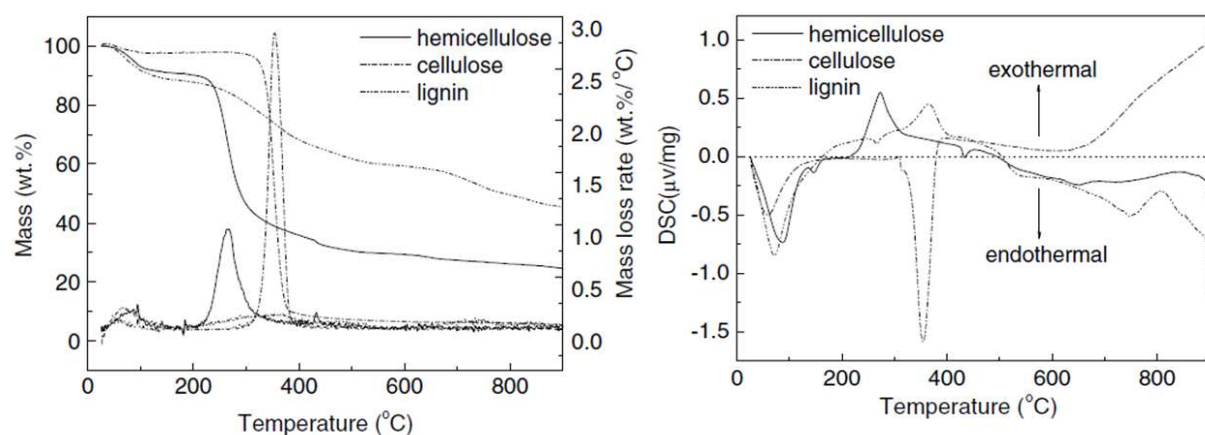 100
80
60
40
20
0
Mass (wt.%)
3.0
2.5
2.0
1.5
1.0
0.5
0.0
Mass loss rate (wt.%/°C)
hemicellulose
cellulose
lignin
0 200 400 600 800
Temperature (°C)
1.0
0.5
0.0
-0.5
-1.0
-1.5
DSC(μv/mg)
hemicellulose
cellulose
lignin
exothermal
endothermal
0 200 400 600 800
Temperature (°C)